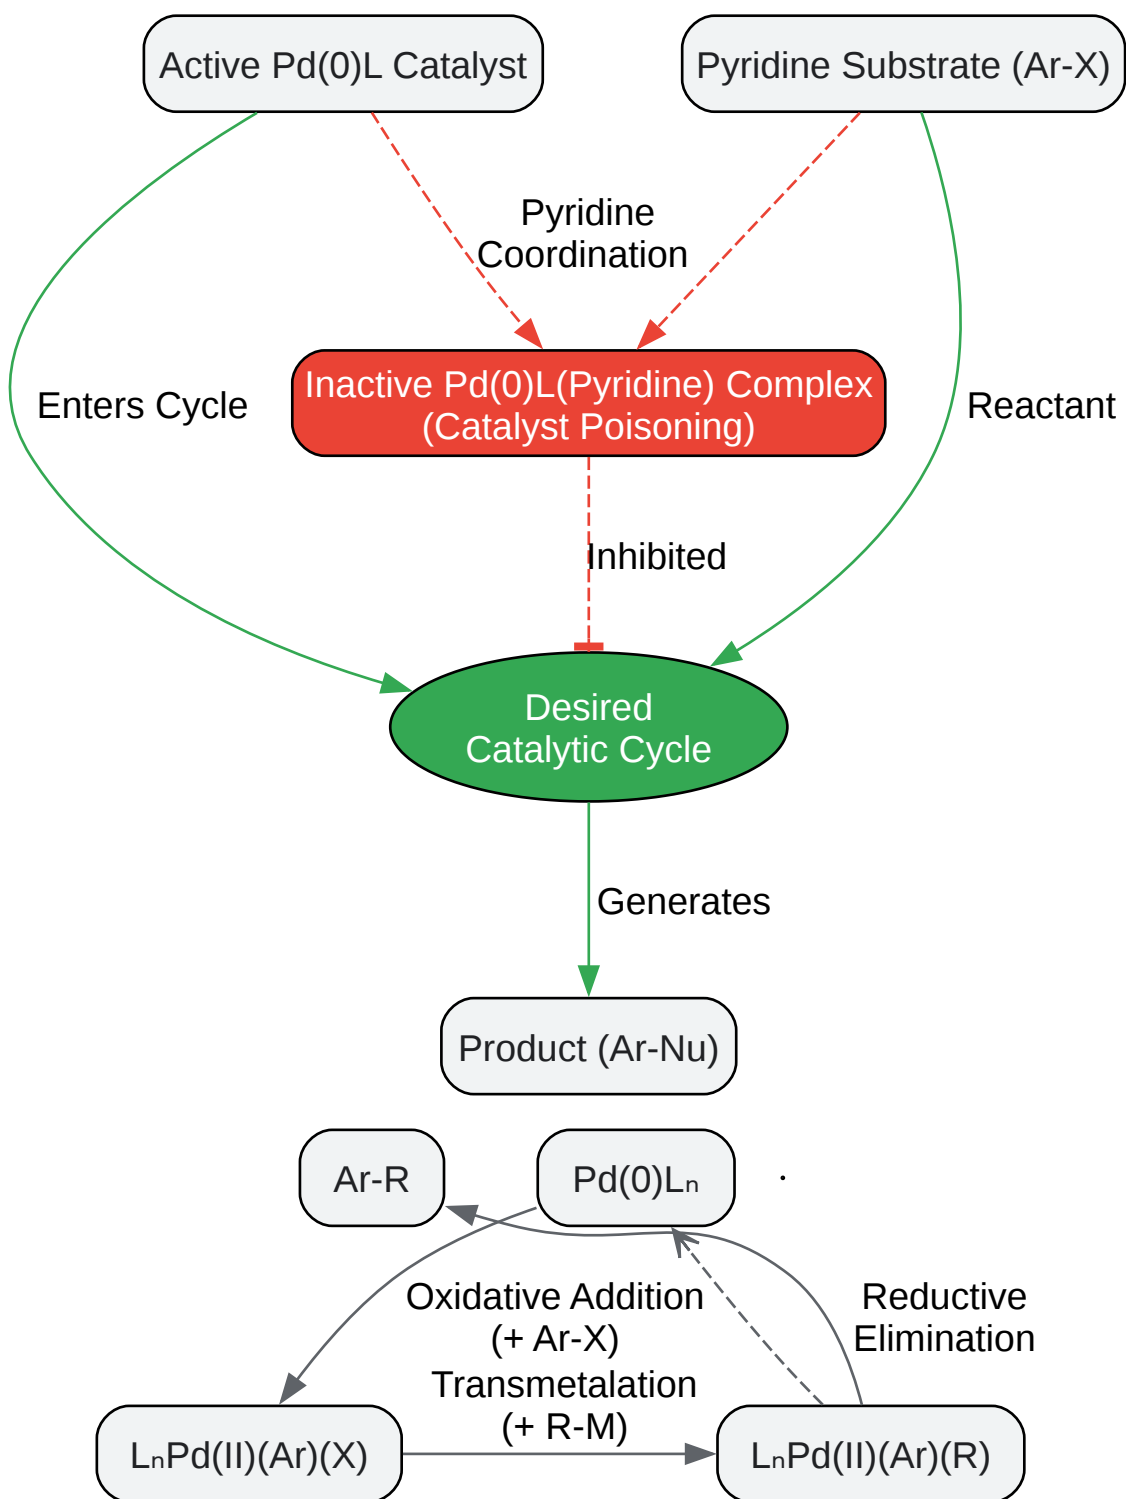 Active Pd(0)L Catalyst
Pyridine Substrate (Ar-X)
Pyridine
Coordination
Inactive Pd(0)L(Pyridine) Complex
(Catalyst Poisoning)
Enters Cycle
Reactant
Inhibited
Desired
Catalytic Cycle
Generates
Product (Ar-Nu)
Ar-R
Pd(0)Lₙ
.
Oxidative Addition
(+ Ar-X)
Reductive
Elimination
Transmetalation
(+ R-M)
LₙPd(II)(Ar)(X)
LₙPd(II)(Ar)(R)